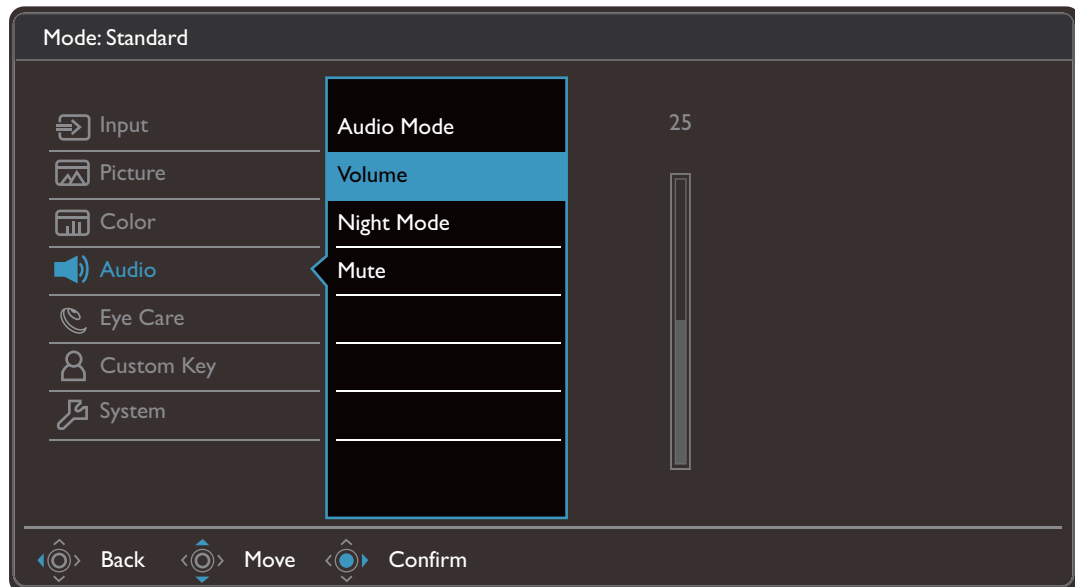 Mode: Standard
Input
Picture
Color
Audio
Eye Care
Custom Key
System
Audio Mode
Volume
Night Mode
Mute
25
Back Move Confirm